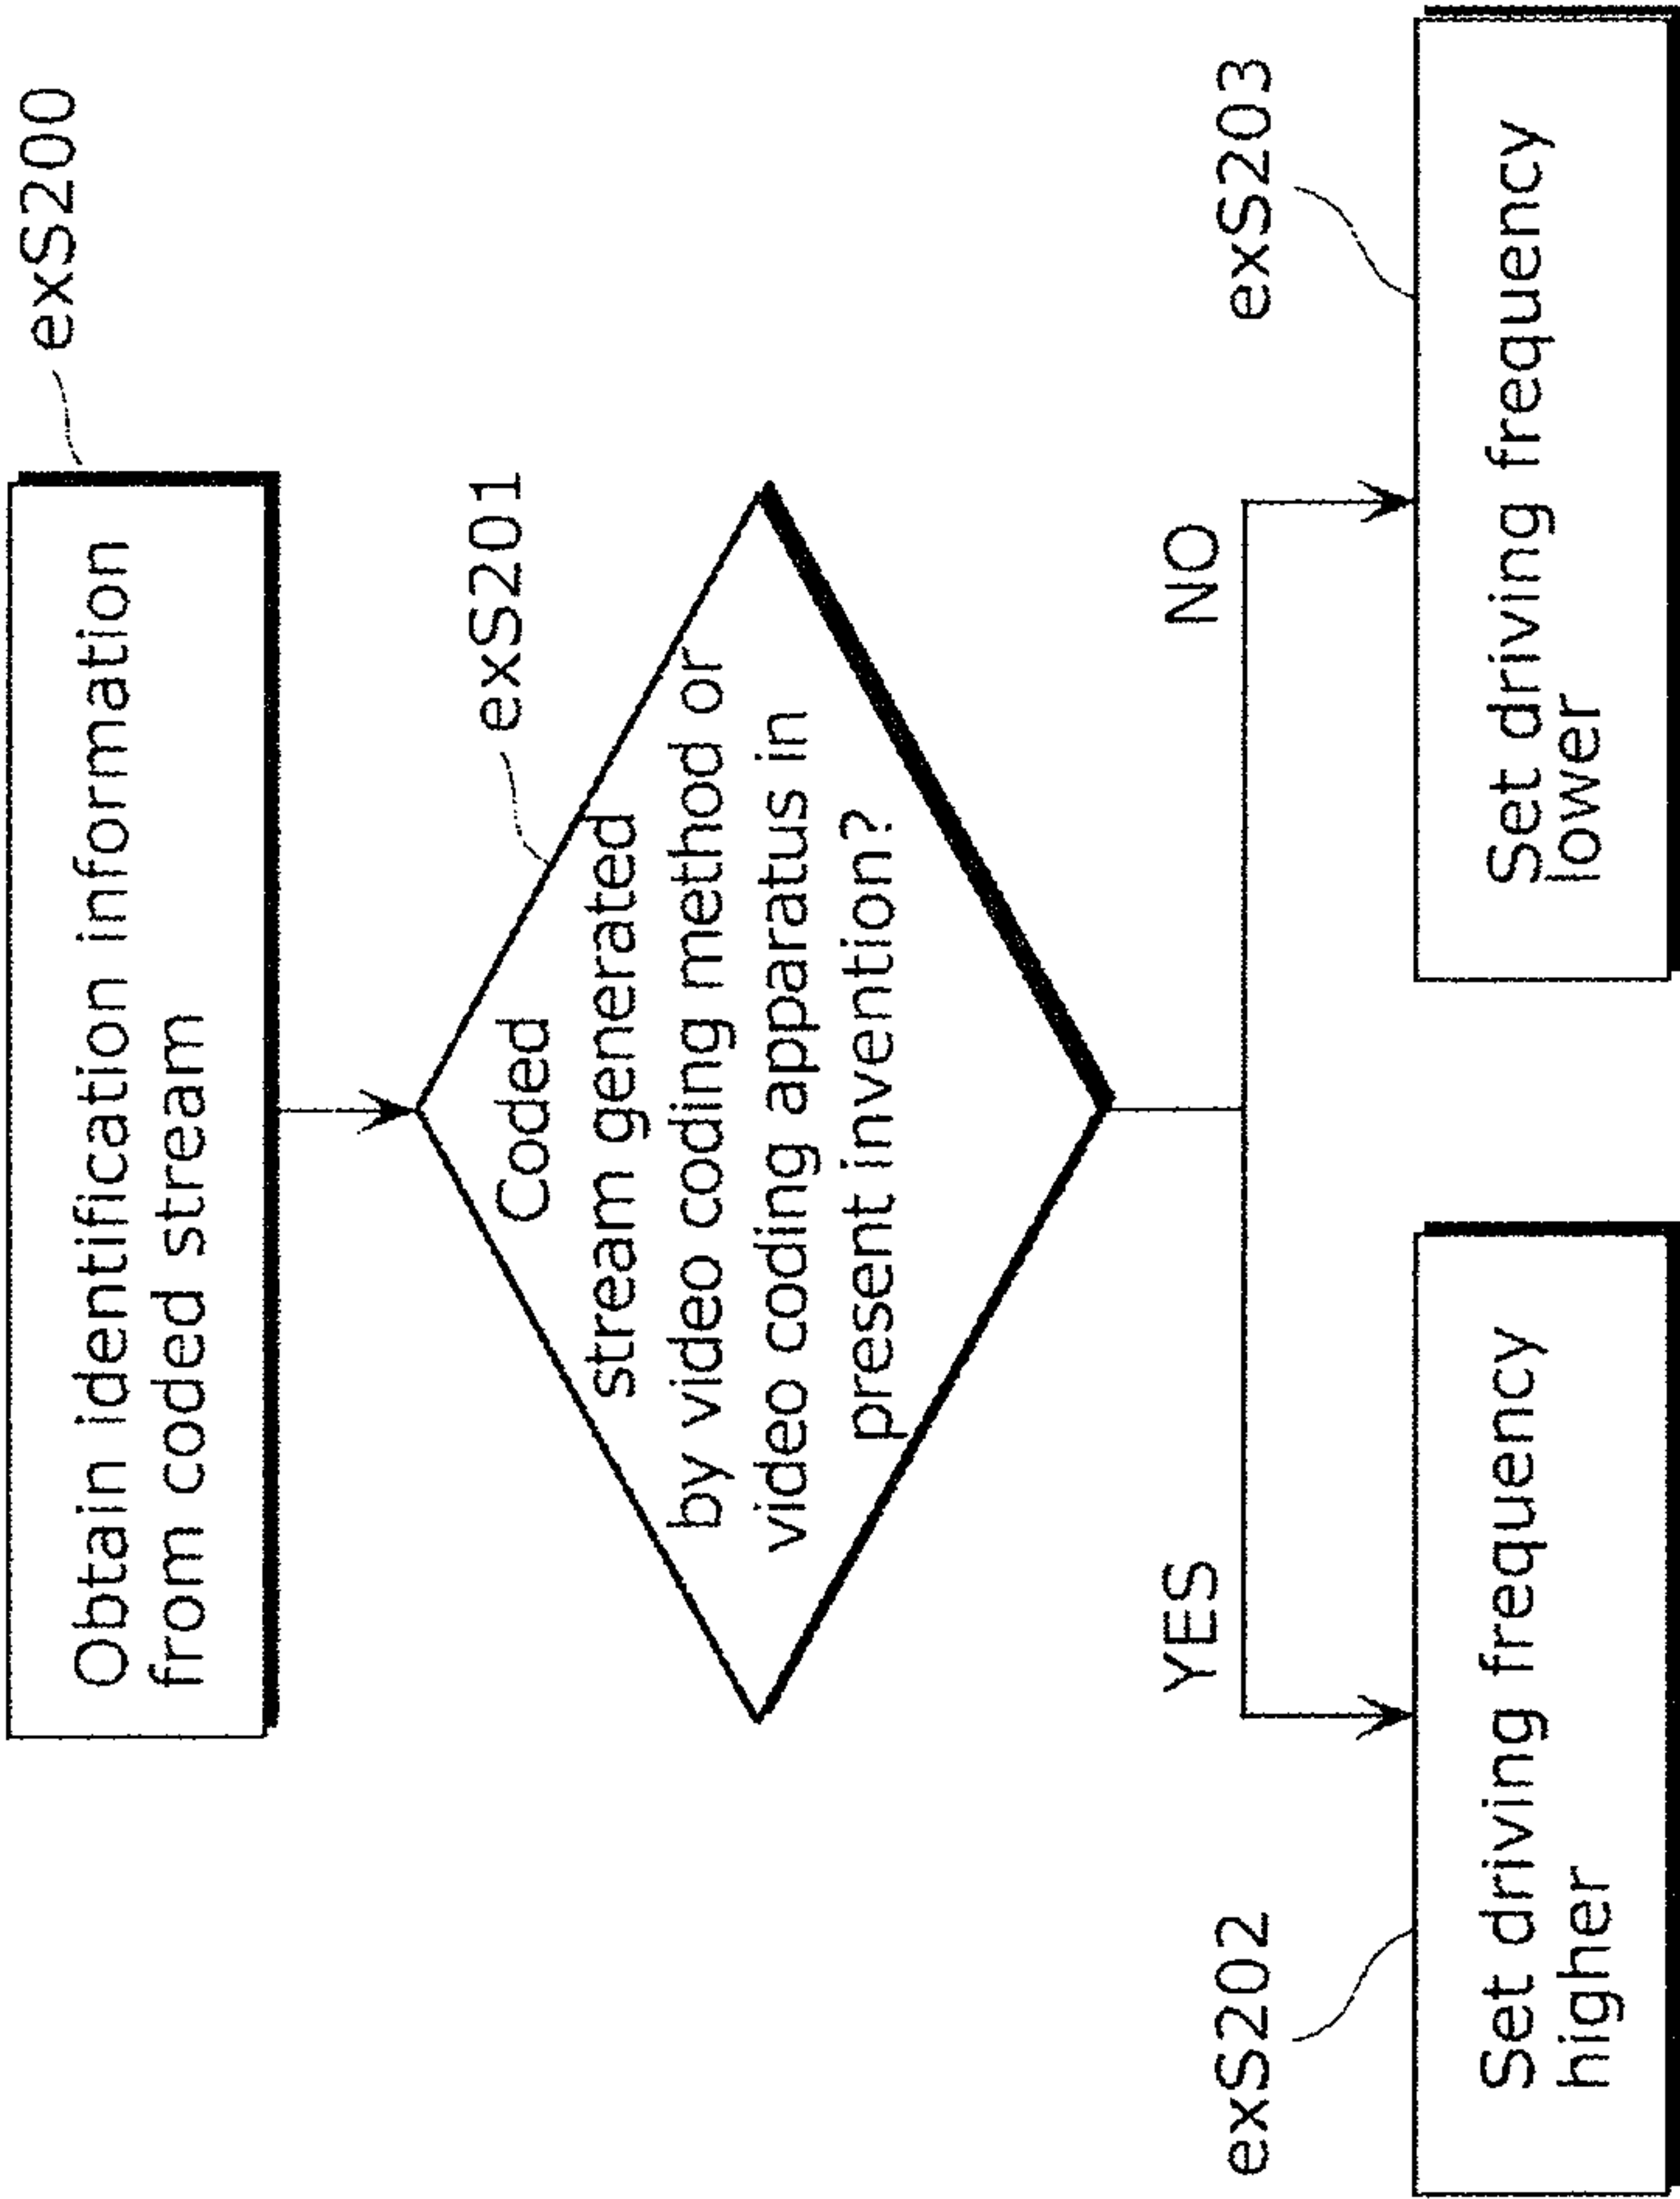 exS200
Obtain identification information
from coded stream
exS201
Coded
stream generated
by video coding method or
video coding apparatus in
present invention?
YES
NO
exS202
Set driving frequency
higher
exS203
Set driving frequency
lower